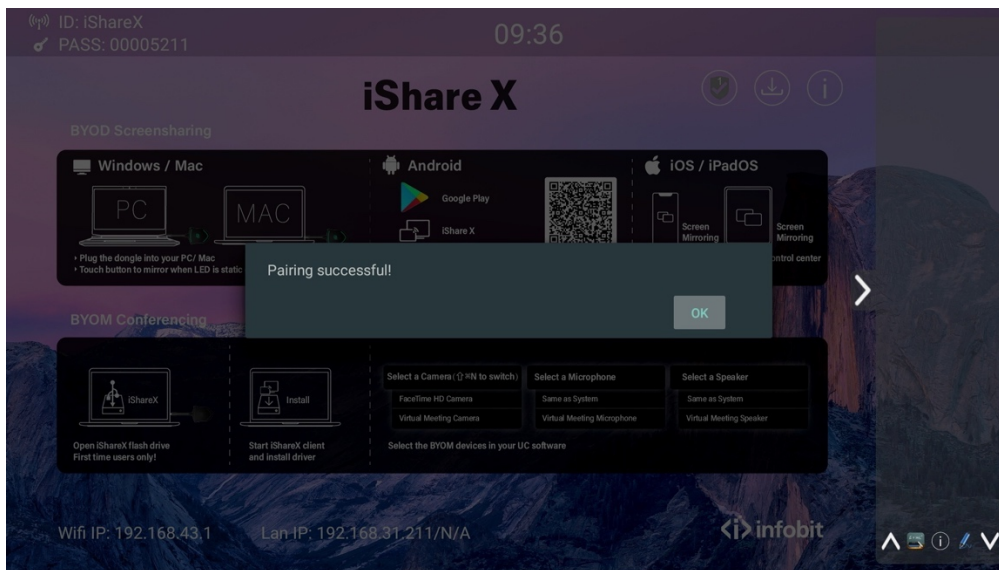 ID: iShareX
PASS: 00005211
09:36
iShare X
BYOD Screensharing
Windows / Mac
PC
MAC
• Plug the dongle into your PC/ Mac
• Touch button to mirror when LED is static
Android
Google Play
iShare X
iOS / iPadOS
Screen
Mirroring
Screen
Mirroring
ntrol center
Pairing successful!
OK
BYOM Conferencing
iShareX
Open iShareX flash drive
First time users only!
Install
Start iShareX client
and install driver
Select a Camera(⇧⌘N to switch)
FaceTime HD Camera
Virtual Meeting Camera
Select a Microphone
Same as System
Virtual Meeting Microphone
Select a Speaker
Same as System
Virtual Meeting Speaker
Select the BYOM devices in your UC software
Wifi IP: 192.168.43.1
Lan IP: 192.168.31.211/N/A
<i> infobit